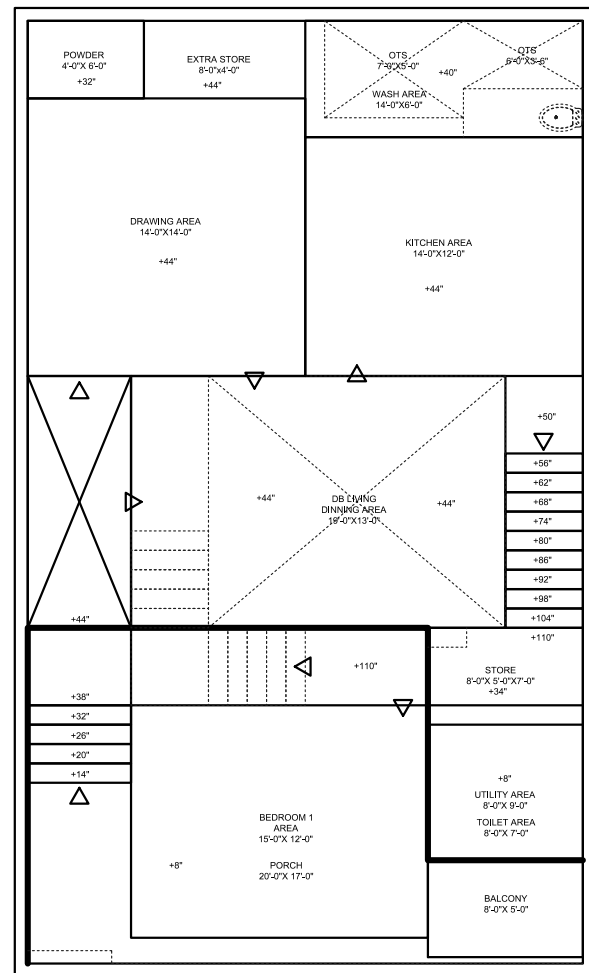 POWDER
4'-0"X 6'-0"
+32"
EXTRA STORE
8'-0"x4'-0"
+44"
OTS
7'-0"X5'-0"
+40"
OTS
6'-0"X3'-6"
WASH AREA
14'-0"X6'-0"
DRAWING AREA
14'-0"X14'-0"
+44"
KITCHEN AREA
14'-0"X12'-0"
+44"
+50"
+56"
+62"
+68"
+74"
+80"
+86"
+92"
+98"
+104"
+110"
+44"
DB LIVING
DINNING AREA
19'-0"X13'-0"
+44"
+44"
+38"
+32"
+26"
+20"
+14"
+110"
STORE
8'-0"X 5'-0"X7'-0"
+34"
+8"
UTILITY AREA
8'-0"X 9'-0"
TOILET AREA
8'-0"X 7'-0"
BEDROOM 1
AREA
15'-0"X 12'-0"
+8"
PORCH
20'-0"X 17'-0"
BALCONY
8'-0"X 5'-0"